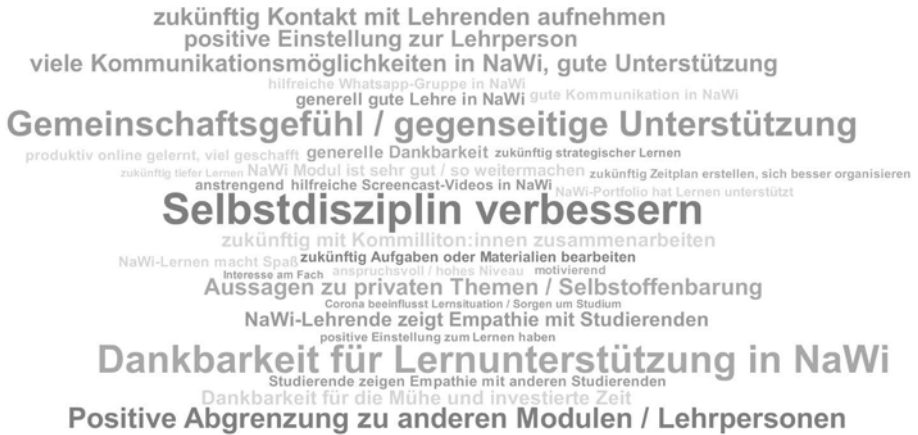 zukünftig Kontakt mit Lehrenden aufnehmen
positive Einstellung zur Lehrperson
viele Kommunikationsmöglichkeiten in NaWi, gute Unterstützung
hilfreiche Whatsapp-Gruppe in NaWi
generell gute Lehre in NaWi gute Kommunikation in NaWi
Gemeinschaftsgefühl / gegenseitige Unterstützung
produktiv online gelernt, viel geschafft generelle Dankbarkeit zukünftig strategischer Lernen
zukünftig tiefer Lernen NaWi Modul ist sehr gut / so weitermachen zukünftig Zeitplan erstellen, sich besser organisieren
anstrengend hilfreiche Screencast-Videos in NaWi NaWi-Portfolio hat Lernen unterstützt
Selbstdisziplin verbessern
zukünftig mit Kommilliton:innen zusammenarbeiten
NaWi-Lernen macht Spaß zukünftig Aufgaben oder Materialien bearbeiten
Interesse am Fach anspruchsvoll / hohes Niveau motivierend
Aussagen zu privaten Themen / Selbstoffenbarung
Corona beeinflusst Lernsituation / Sorgen um Studium
NaWi-Lehrende zeigt Empathie mit Studierenden
positive Einstellung zum Lernen haben
Dankbarkeit für Lernunterstützung in NaWi
Studierende zeigen Empathie mit anderen Studierenden
Dankbarkeit für die Mühe und investierte Zeit
Positive Abgrenzung zu anderen Modulen / Lehrpersonen